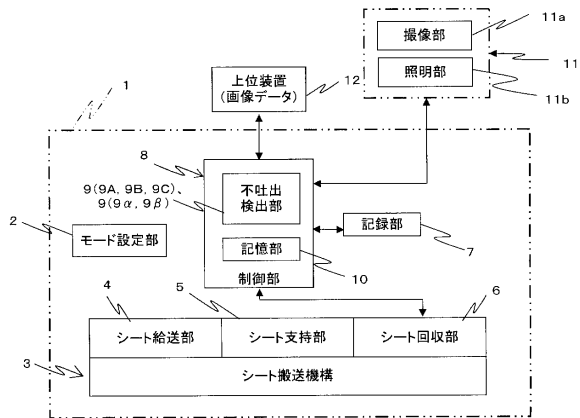 11a
撮像部
11
照明部
11b
上位装置
(画像データ)
12
1
8
9(9A, 9B, 9C)、
9(9α, 9β)
不吐出
検出部
2
モード設定部
記録部
7
記憶部
10
制御部
4
5
6
シート給送部
シート支持部
シート回収部
3
シート搬送機構